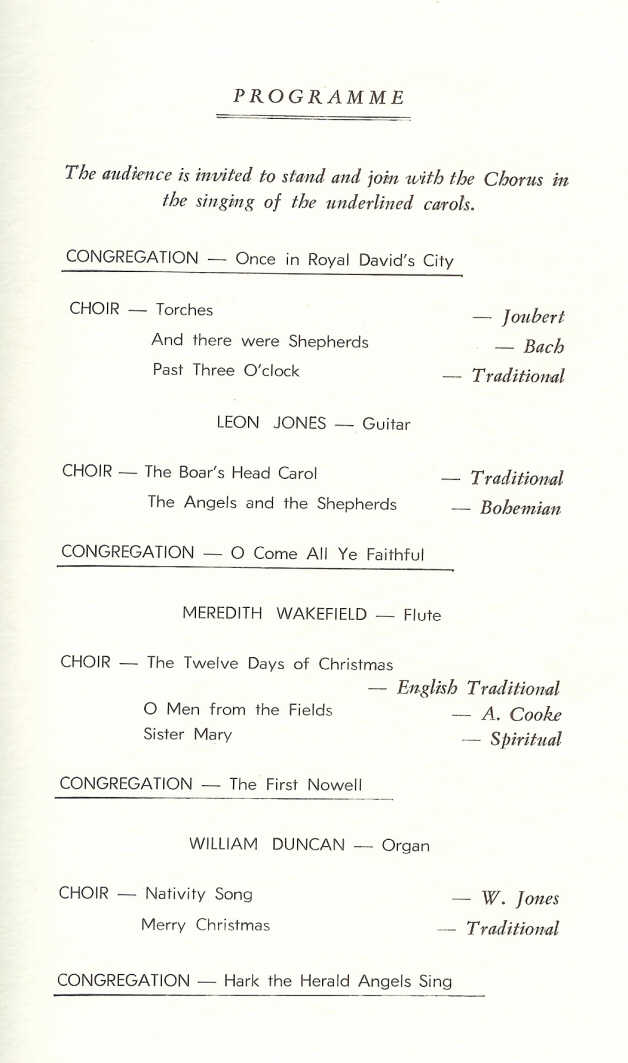 PROGRAMME
The audience is invited to stand and join with the Chorus in
the singing of the underlined carols.
CONGREGATION — Once in Royal David's City
CHOIR — Torches — Joubert
And there were Shepherds — Bach
Past Three O'clock — Traditional
LEON JONES — Guitar
CHOIR — The Boar's Head Carol — Traditional
The Angels and the Shepherds — Bohemian
CONGREGATION — O Come All Ye Faithful
MEREDITH WAKEFIELD — Flute
CHOIR — The Twelve Days of Christmas
— English Traditional
O Men from the Fields — A. Cooke
Sister Mary — Spiritual
CONGREGATION — The First Nowell
WILLIAM DUNCAN — Organ
CHOIR — Nativity Song — W. Jones
Merry Christmas — Traditional
CONGREGATION — Hark the Herald Angels Sing